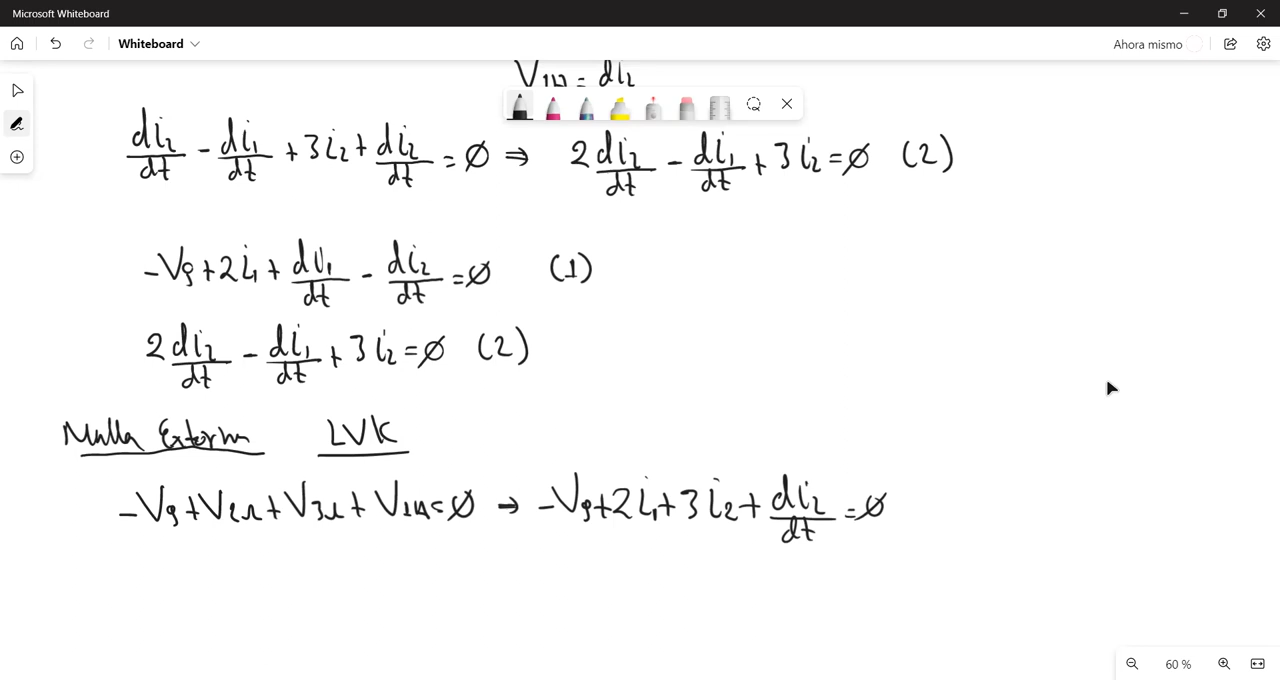 Microsoft Whiteboard
Whiteboard
Ahora mismo
di₂/dt - di₁/dt + 3i₂ + di₂/dt = ∅ ⇒ 2 di₂/dt - di₁/dt + 3i₂ = ∅ (2)
-Vg + 2i₁ + di₁/dt - di₂/dt = ∅ (1)
2 di₂/dt - di₁/dt + 3i₂ = ∅ (2)
Malla Externa LVK
-Vg + V2Ω + V3Ω + V1H = ∅ → -Vg + 2i₁ + 3i₂ + di₂/dt = ∅
60 %